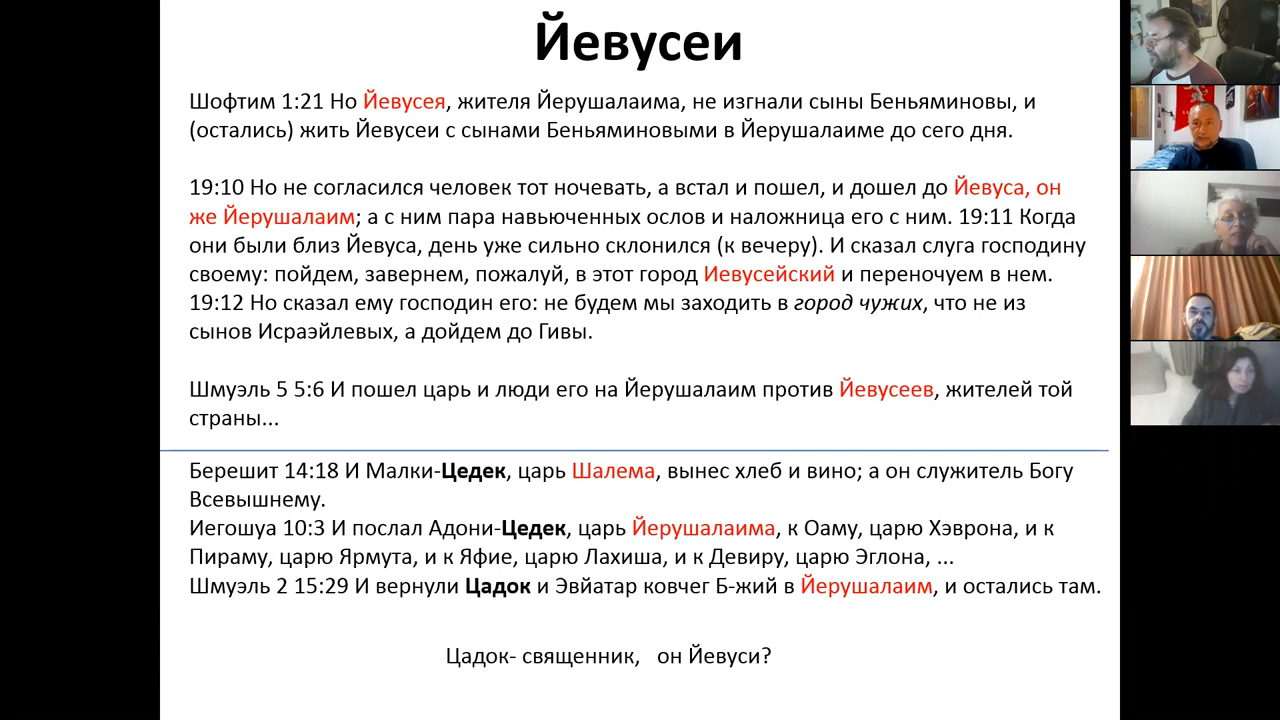 Йевусеи
Шофтим 1:21 Но Йевусея, жителя Йерушалаима, не изгнали сыны Беньяминовы, и
(остались) жить Йевусеи с сынами Беньяминовыми в Йерушалаиме до сего дня.
19:10 Но не согласился человек тот ночевать, а встал и пошел, и дошел до Йевуса, он
же Йерушалаим; а с ним пара навьюченных ослов и наложница его с ним. 19:11 Когда
они были близ Йевуса, день уже сильно склонился (к вечеру). И сказал слуга господину
своему: пойдем, завернем, пожалуй, в этот город Иевусейский и переночуем в нем.
19:12 Но сказал ему господин его: не будем мы заходить в город чужих, что не из
сынов Исраэйлевых, а дойдем до Гивы.
Шмуэль 5 5:6 И пошел царь и люди его на Йерушалаим против Йевусеев, жителей той
страны...
Берешит 14:18 И Малки-Цедек, царь Шалема, вынес хлеб и вино; а он служитель Богу
Всевышнему.
Иегошуа 10:3 И послал Адони-Цедек, царь Йерушалаима, к Оаму, царю Хэврона, и к
Пираму, царю Ярмута, и к Яфие, царю Лахиша, и к Девиру, царю Эглона, ...
Шмуэль 2 15:29 И вернули Цадок и Эвйатар ковчег Б-жий в Йерушалаим, и остались там.
Цадок- священник, он Йевуси?